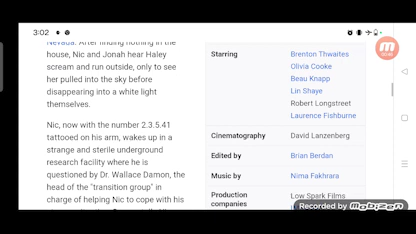 3:02
Nevada. After finding nothing in the
house, Nic and Jonah hear Haley
scream and run outside, only to see
her pulled into the sky before
disappearing into a white light
themselves.
Nic, now with the number 2.3.5.41
tattooed on his arm, wakes up in a
strange and sterile underground
research facility where he is
questioned by Dr. Wallace Damon, the
head of the "transition group" in
charge of helping Nic to cope with his
Starring
Brenton Thwaites
Olivia Cooke
Beau Knapp
Lin Shaye
Robert Longstreet
Laurence Fishburne
Cinematography
David Lanzenberg
Edited by
Brian Berdan
Music by
Nima Fakhrara
Production
companies
Low Spark Films
Recorded by Mobizen